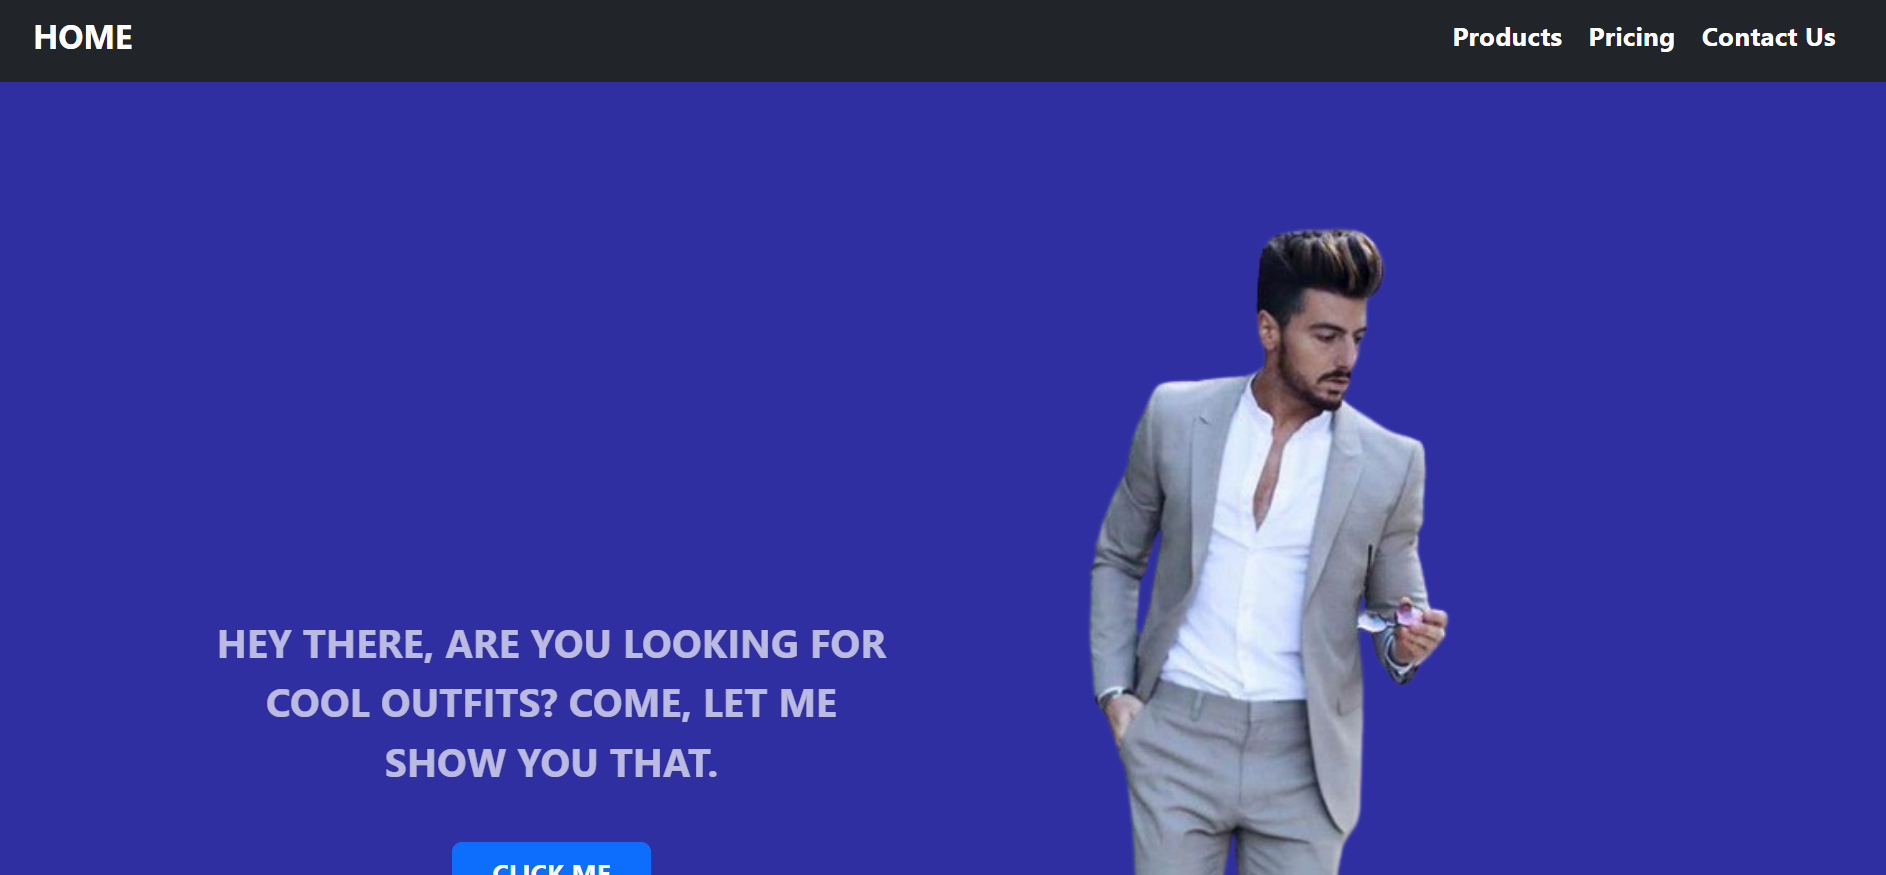 HOME
Products Pricing Contact Us
HEY THERE, ARE YOU LOOKING FOR
COOL OUTFITS? COME, LET ME
SHOW YOU THAT.
CLICK ME